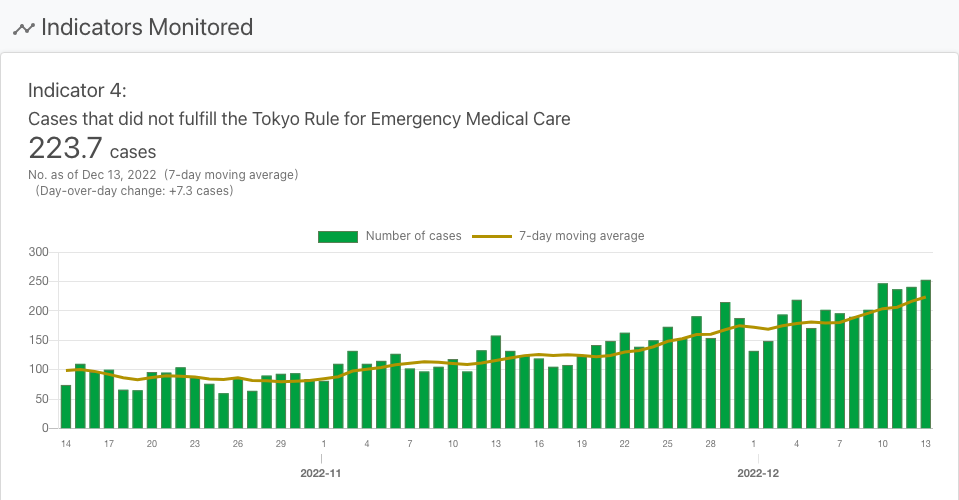 Indicators Monitored
Indicator 4:
Cases that did not fulfill the Tokyo Rule for Emergency Medical Care
223.7 cases
No. as of Dec 13, 2022 (7-day moving average)
(Day-over-day change: +7.3 cases)
Number of cases 7-day moving average
300
250
200
150
100
50
0
14 17 20 23 26 29 1 4 7 10 13 16 19 22 25 28 1 4 7 10 13
2022-11 2022-12